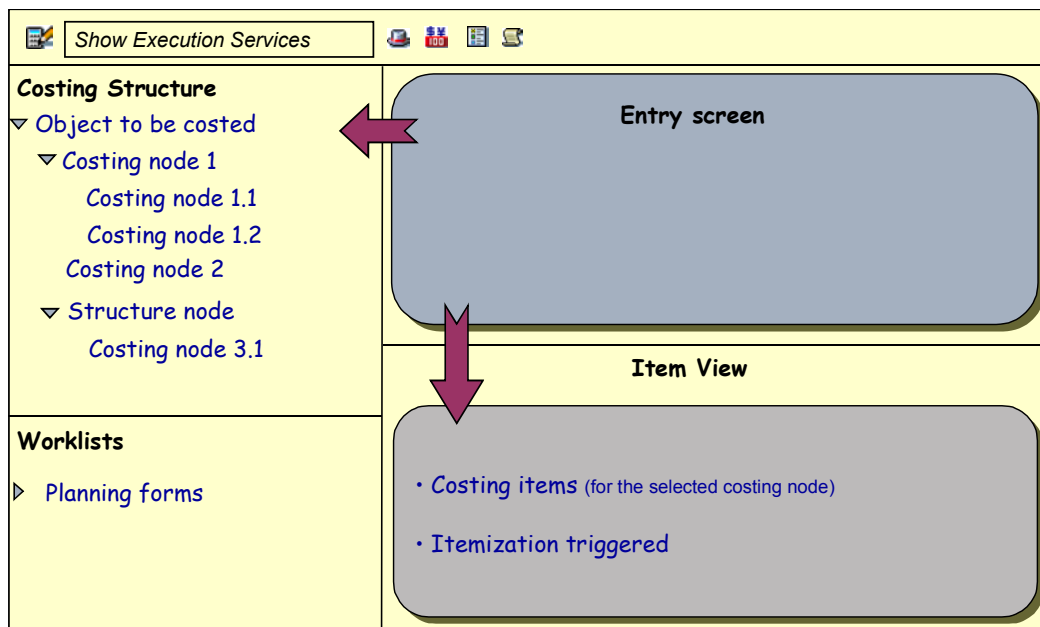 Show Execution Services
Costing Structure
Object to be costed
Costing node 1
Costing node 1.1
Costing node 1.2
Costing node 2
Structure node
Costing node 3.1
Worklists
Planning forms
Entry screen
Item View
• Costing items (for the selected costing node)
• Itemization triggered